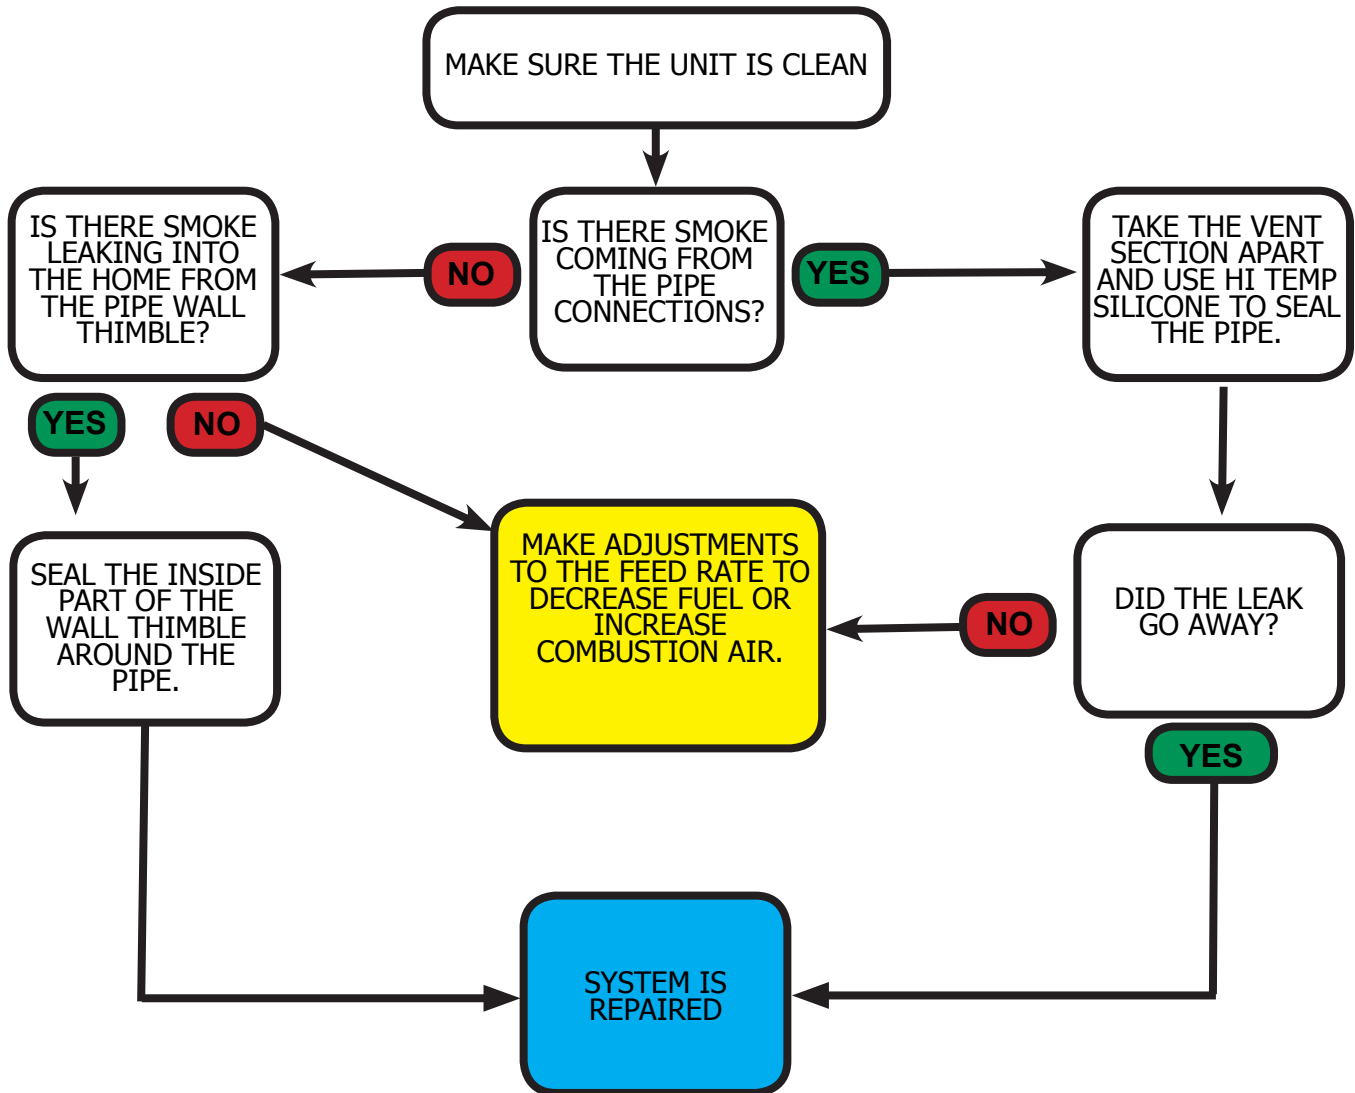 MAKE SURE THE UNIT IS CLEAN
IS THERE SMOKE
LEAKING INTO
THE HOME FROM
THE PIPE WALL
THIMBLE?
NO
IS THERE SMOKE
COMING FROM
THE PIPE
CONNECTIONS?
YES
TAKE THE VENT
SECTION APART
AND USE HI TEMP
SILICONE TO SEAL
THE PIPE.
YES
NO
SEAL THE INSIDE
PART OF THE
WALL THIMBLE
AROUND THE
PIPE.
MAKE ADJUSTMENTS
TO THE FEED RATE TO
DECREASE FUEL OR
INCREASE
COMBUSTION AIR.
NO
DID THE LEAK
GO AWAY?
YES
SYSTEM IS
REPAIRED